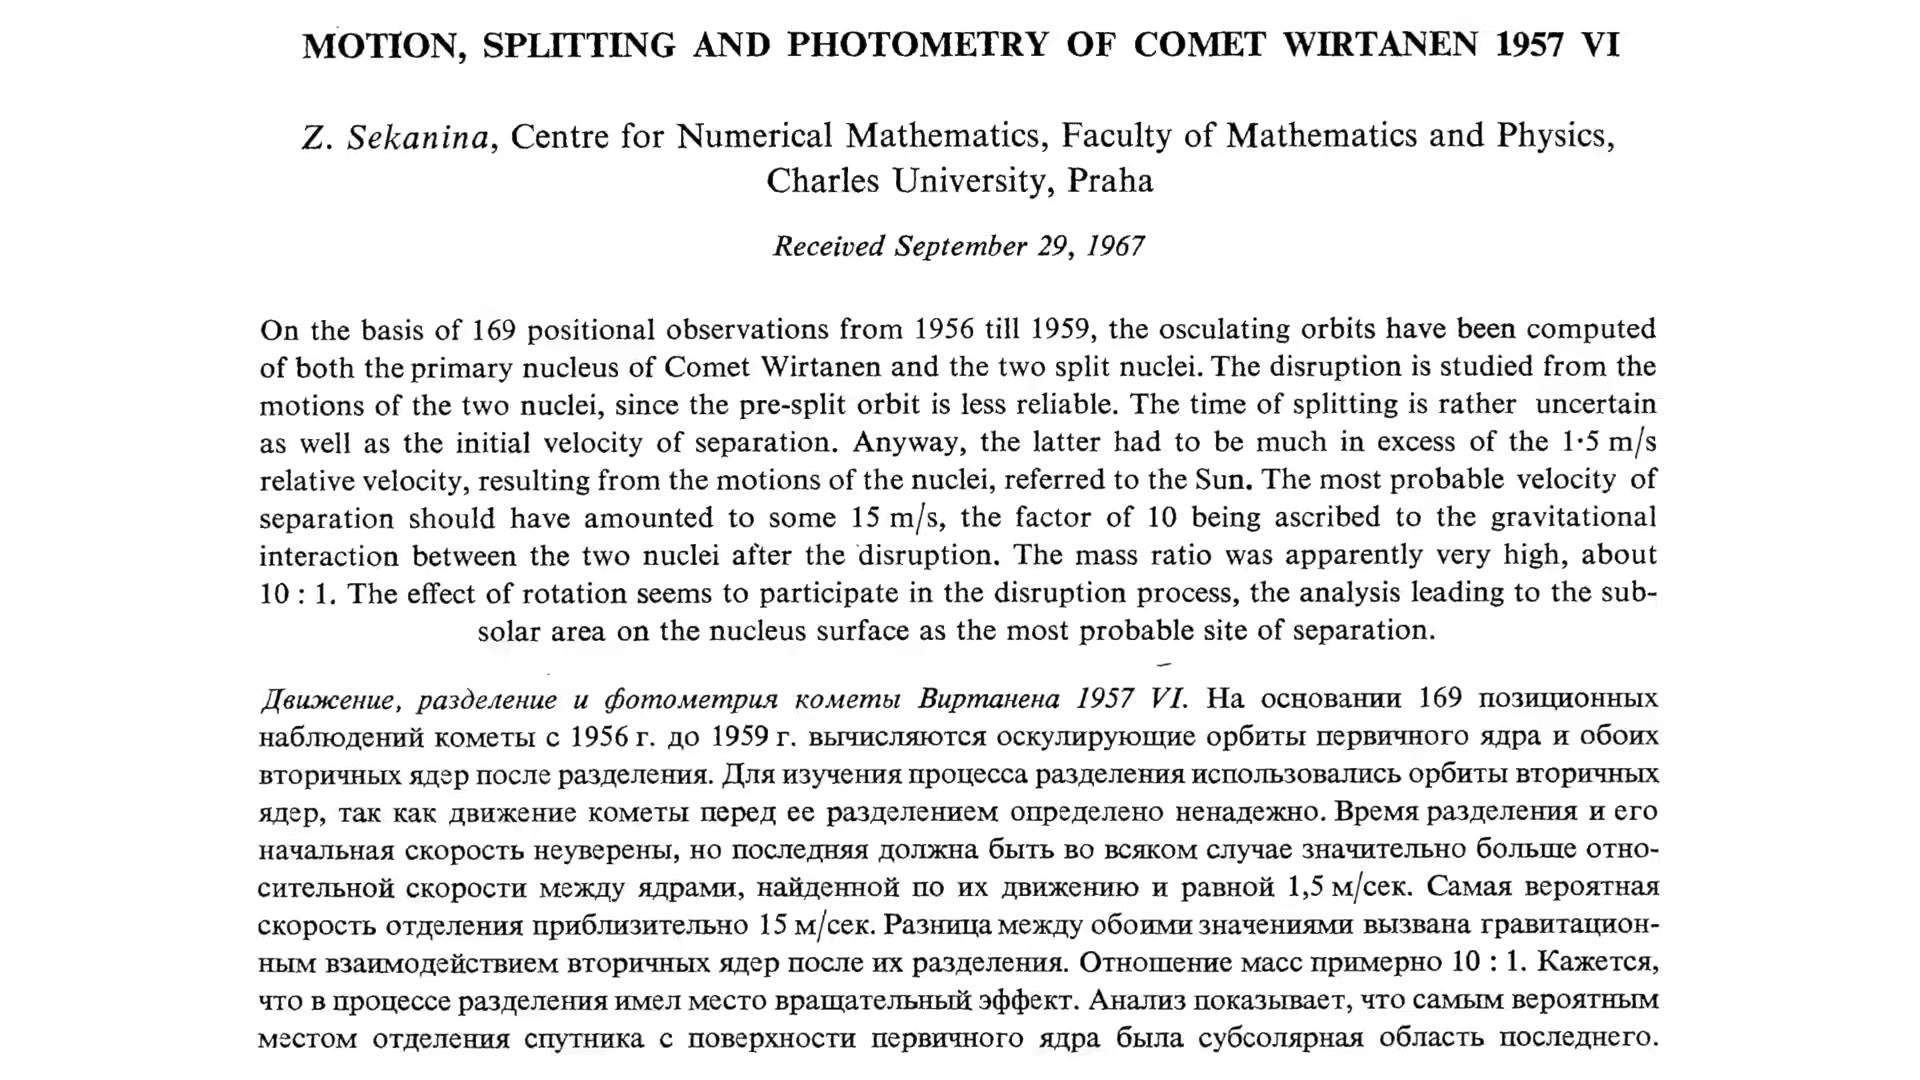 MOTION, SPLITTING AND PHOTOMETRY OF COMET WIRTANEN 1957 VI
Z. Sekanina, Centre for Numerical Mathematics, Faculty of Mathematics and Physics,
Charles University, Praha
Received September 29, 1967
On the basis of 169 positional observations from 1956 till 1959, the osculating orbits have been computed
of both the primary nucleus of Comet Wirtanen and the two split nuclei. The disruption is studied from the
motions of the two nuclei, since the pre-split orbit is less reliable. The time of splitting is rather uncertain
as well as the initial velocity of separation. Anyway, the latter had to be much in excess of the 1·5 m/s
relative velocity, resulting from the motions of the nuclei, referred to the Sun. The most probable velocity of
separation should have amounted to some 15 m/s, the factor of 10 being ascribed to the gravitational
interaction between the two nuclei after the disruption. The mass ratio was apparently very high, about
10 : 1. The effect of rotation seems to participate in the disruption process, the analysis leading to the sub-
solar area on the nucleus surface as the most probable site of separation.
Движение, разделение и фотометрия кометы Виртанена 1957 VI. На основании 169 позиционных
наблюдений кометы с 1956 г. до 1959 г. вычисляются оскулирующие орбиты первичного ядра и обоих
вторичных ядер после разделения. Для изучения процесса разделения использовались орбиты вторичных
ядер, так как движение кометы перед ее разделением определено ненадежно. Время разделения и его
начальная скорость неуверены, но последняя должна быть во всяком случае значительно больше отно-
сительной скорости между ядрами, найденной по их движению и равной 1,5 м/сек. Самая вероятная
скорость отделения приблизительно 15 м/сек. Разница между обоими значениями вызвана гравитацион-
ным взаимодействием вторичных ядер после их разделения. Отношение масс примерно 10 : 1. Кажется,
что в процессе разделения имел место вращательный эффект. Анализ показывает, что самым вероятным
местом отделения спутника с поверхности первичного ядра была субсолярная область последнего.